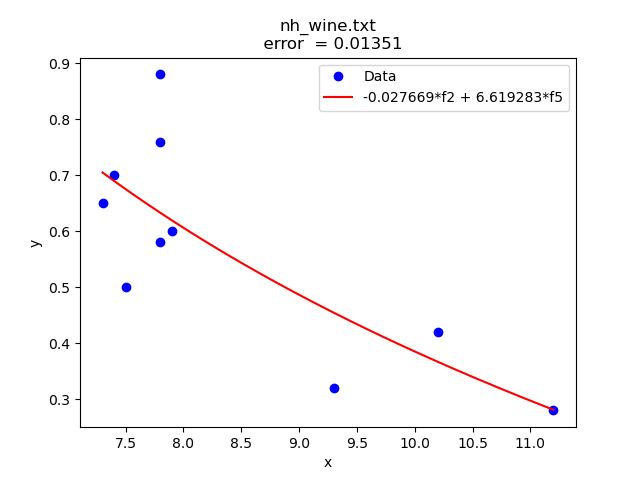 nh_wine.txt
error = 0.01351
Data
-0.027669*f2 + 6.619283*f5
y
0.9
0.8
0.7
0.6
0.5
0.4
0.3
7.5 8.0 8.5 9.0 9.5 10.0 10.5 11.0
x